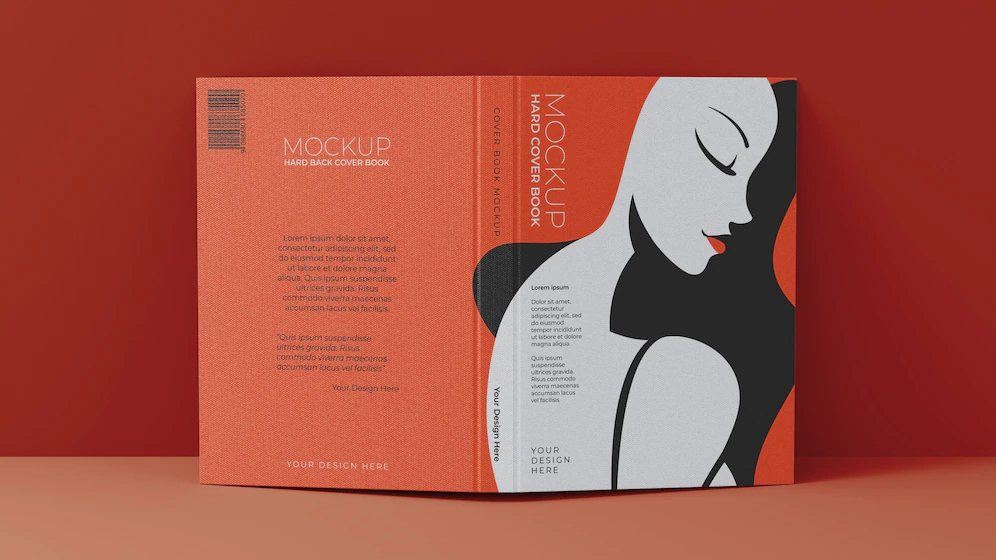 MOCKUP
HARD BACK COVER BOOK
Lorem ipsum dolor sit amet,
consectetur adipiscing elit, sed
do eiusmod tempor incididunt
ut labore et dolore magna
aliqua. Quis ipsum suspendisse
ultrices gravida. Risus
commodo viverra maecenas
accumsan lacus vel facilisis.
"Quis ipsum suspendisse
ultrices gravida. Risus
commodo viverra maecenas
accumsan lacus vel facilisis"
Your Design Here
YOUR DESIGN HERE
COVER BOOK MOCKUP
Your Design Here
MOCKUP
HARD COVER BOOK
Lorem ipsum
Dolor sit amet,
consectetur
adipiscing elit, sed
do eiusmod
tempor incididunt
ut labore et dolore
magna aliqua
Quis ipsum
suspendisse
ultrices gravida.
Risus commodo
viverra maecenas
accumsan lacus
vel facilisis.
YOUR
DESIGN
HERE